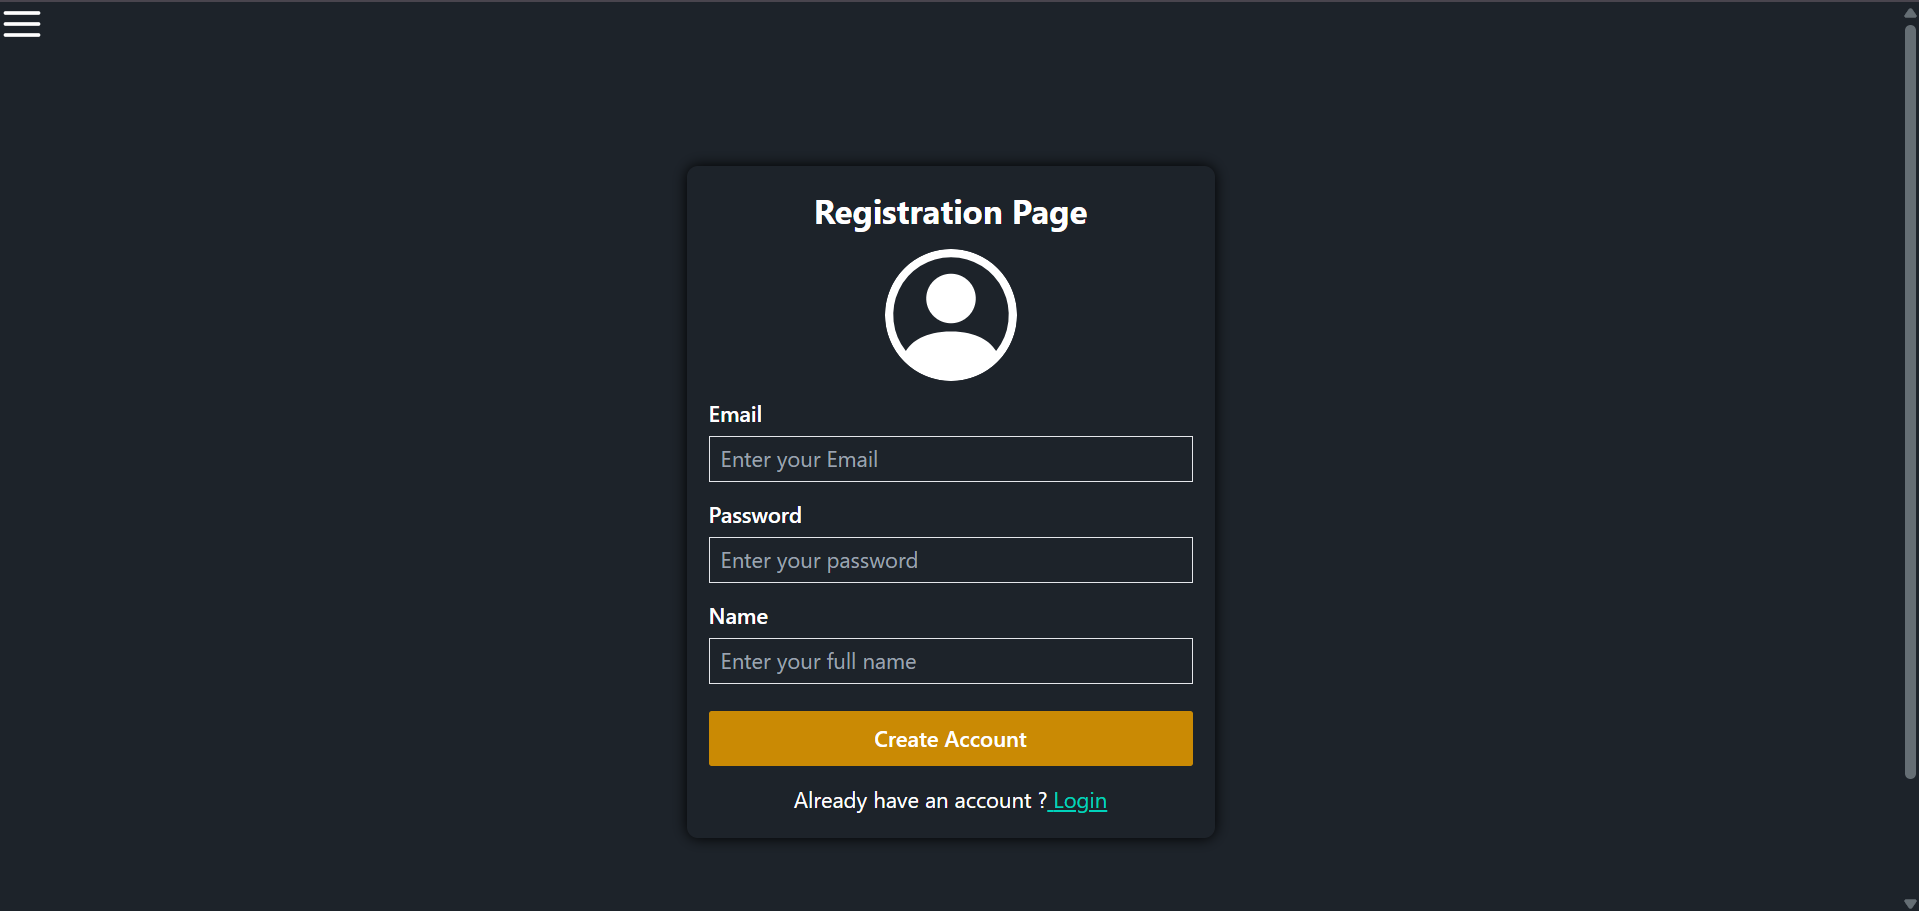 Registration Page
Email
Enter your Email
Password
Enter your password
Name
Enter your full name
Create Account
Already have an account ? Login